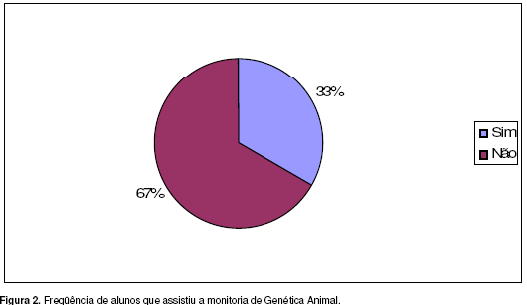 33%
Sim
Não
67%
Figura 2. Freqüência de alunos que assistiu a monitoria de Genética Animal.